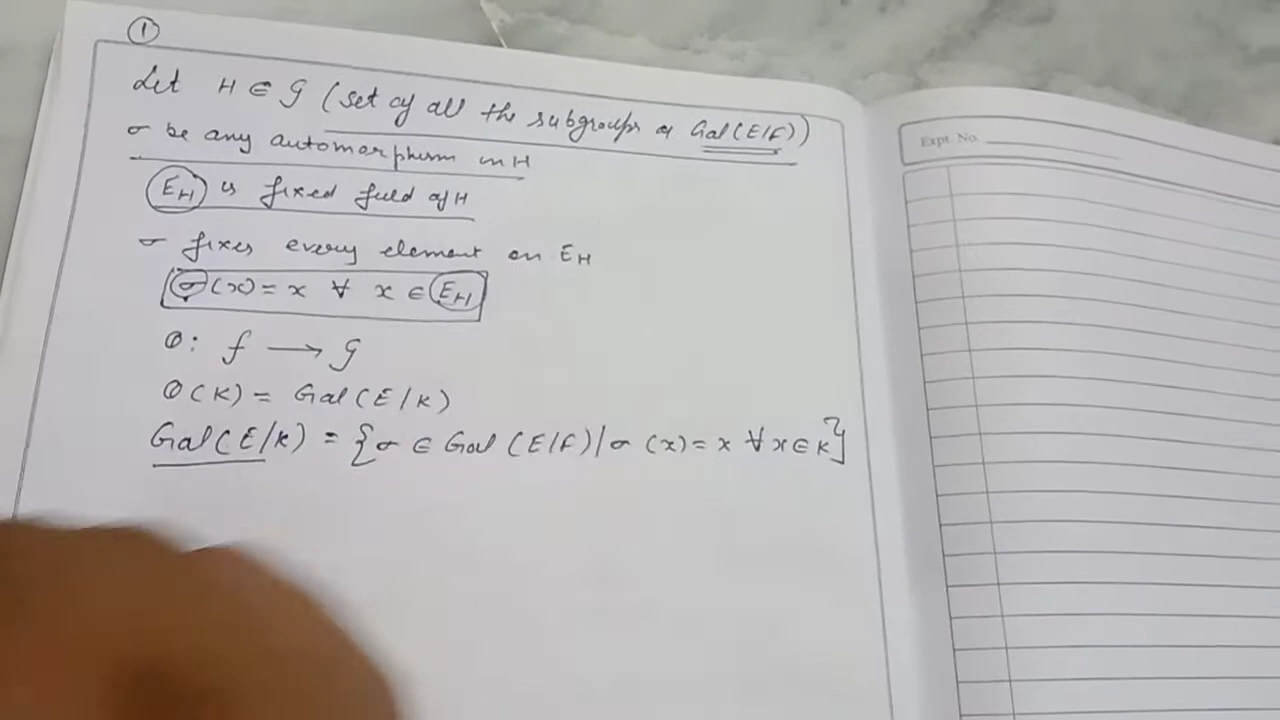 ①
Let H ∈ 𝒢 (set of all the subgroups of Gal(E/F))
σ be any automorphism in H
E_H is fixed field of H
σ fixes every element on E_H
σ(x) = x ∀ x ∈ E_H
Φ: f → 𝒢
Φ(K) = Gal(E/K)
Gal(E/K) = {σ ∈ Gal(E/F) | σ(x) = x ∀ x ∈ K}
Expt. No.